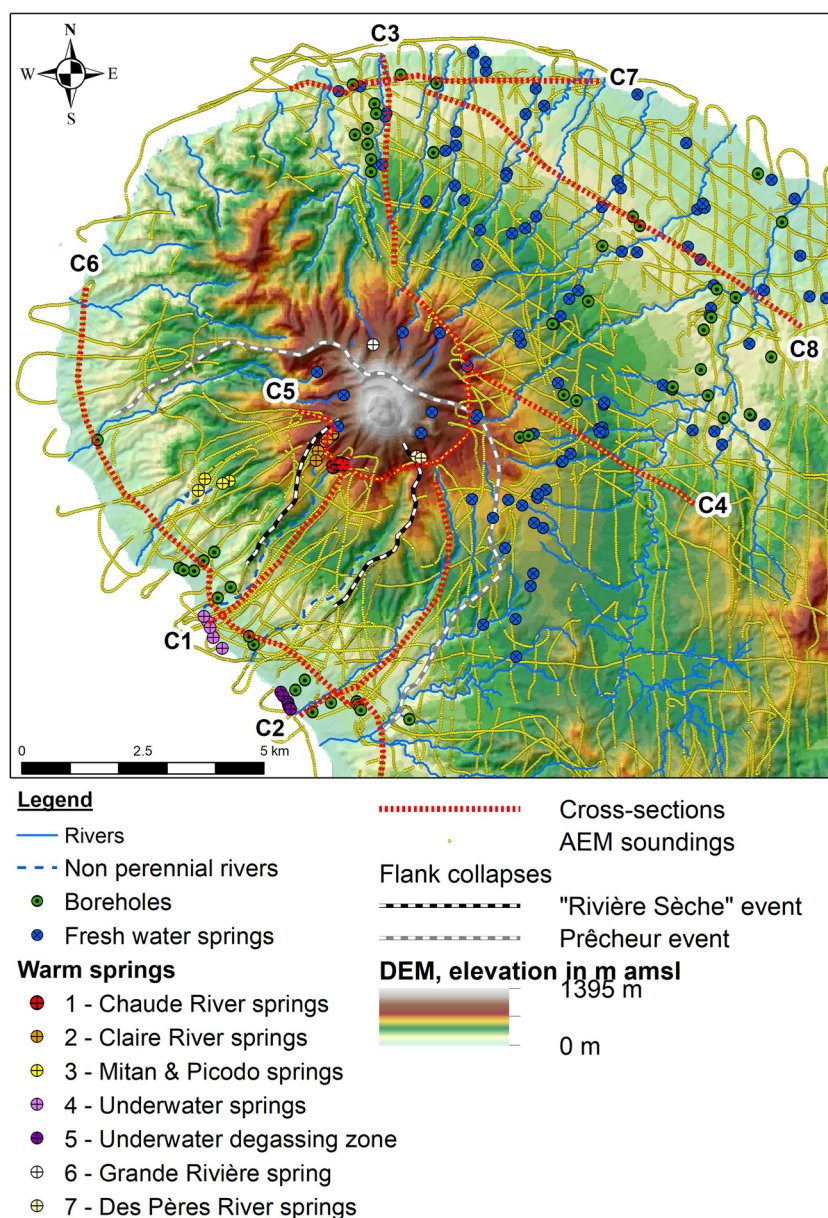 N
W E
S
C3
C7
C6
C8
C5
C4
C1
C2
0 2.5 5 km
Legend
Rivers
Non perennial rivers
Boreholes
Fresh water springs
Warm springs
1 - Chaude River springs
2 - Claire River springs
3 - Mitan & Picodo springs
4 - Underwater springs
5 - Underwater degassing zone
6 - Grande Rivière spring
7 - Des Pères River springs
Cross-sections
AEM soundings
Flank collapses
"Rivière Sèche" event
Prêcheur event
DEM, elevation in m amsl
1395 m
0 m